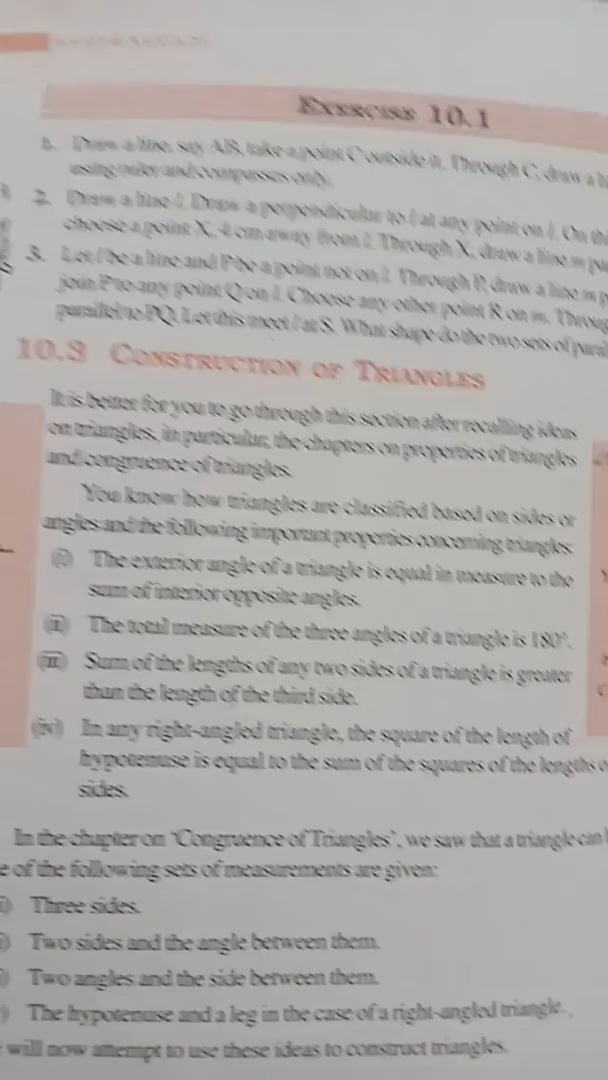 EXERCISE 10.1
1. Draw a line, say AB, take a point C outside it. Through C, draw a
using ruler and compasses only.
2. Draw a line l. Draw a perpendicular to l at any point on l. On
choose a point X, 4 cm away from l. Through X, draw a line m
3. Let l be a line and P be a point not on l. Through P, draw a line m
join P to any point Q on l. Choose any other point R on m.
parallel to PQ. Let this meet l at S. What shape do the two sets of
10.3 CONSTRUCTION OF TRIANGLES
It is better for you to go through this section after recalling ideas
on triangles, in particular, the chapters on properties of triangles
and congruence of triangles.
You know how triangles are classified based on sides or
angles and the following important properties concerning triangles:
(i) The exterior angle of a triangle is equal in measure to the
sum of interior opposite angles.
(ii) The total measure of the three angles of a triangle is 180°.
(iii) Sum of the lengths of any two sides of a triangle is greater
than the length of the third side.
(iv) In any right-angled triangle, the square of the length of
hypotenuse is equal to the sum of the squares of the lengths
sides.
In the chapter on ‘Congruence of Triangles’, we saw that a triangle can
of the following sets of measurements are given:
Three sides.
Two sides and the angle between them.
Two angles and the side between them.
The hypotenuse and a leg in the case of a right-angled triangle.
will now attempt to use these ideas to construct triangles.